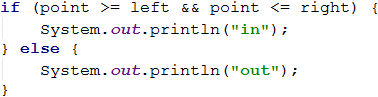 if (point >= left && point <= right) {
    System.out.println("in");
} else {
    System.out.println("out");
}